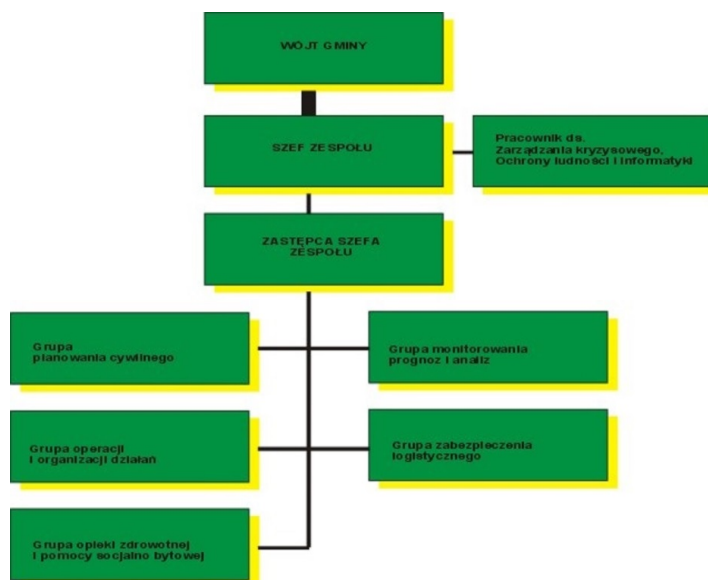 WÓJT GMINY
SZEF ZESPOŁU
Pracownik ds.
Zarządzania kryzysowego,
Ochrony ludności i Informatyki
ZASTĘPCA SZEFA
ZESPOŁU
Grupa
planowania cywilnego
Grupa monitorowania
prognoz i analiz
Grupa operacji
i organizacji działań
Grupa zabezpieczenia
logistycznego
Grupa opieki zdrowotnej
i pomocy socjalno bytowej